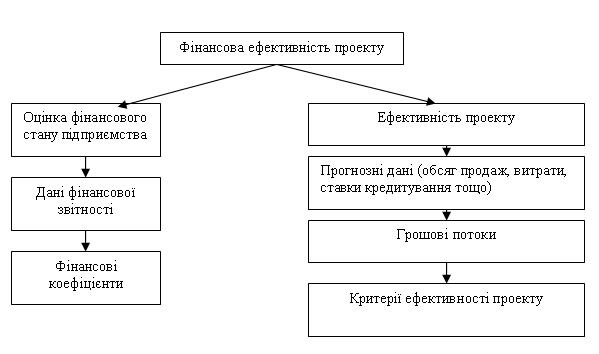 Фінансова ефективність проекту
Оцінка фінансового
стану підприємства
Ефективність проекту
Дані фінансової
звітності
Прогнозні дані (обсяг продаж, витрати,
ставки кредитування тощо)
Грошові потоки
Фінансові
коефіцієнти
Критерії ефективності проекту